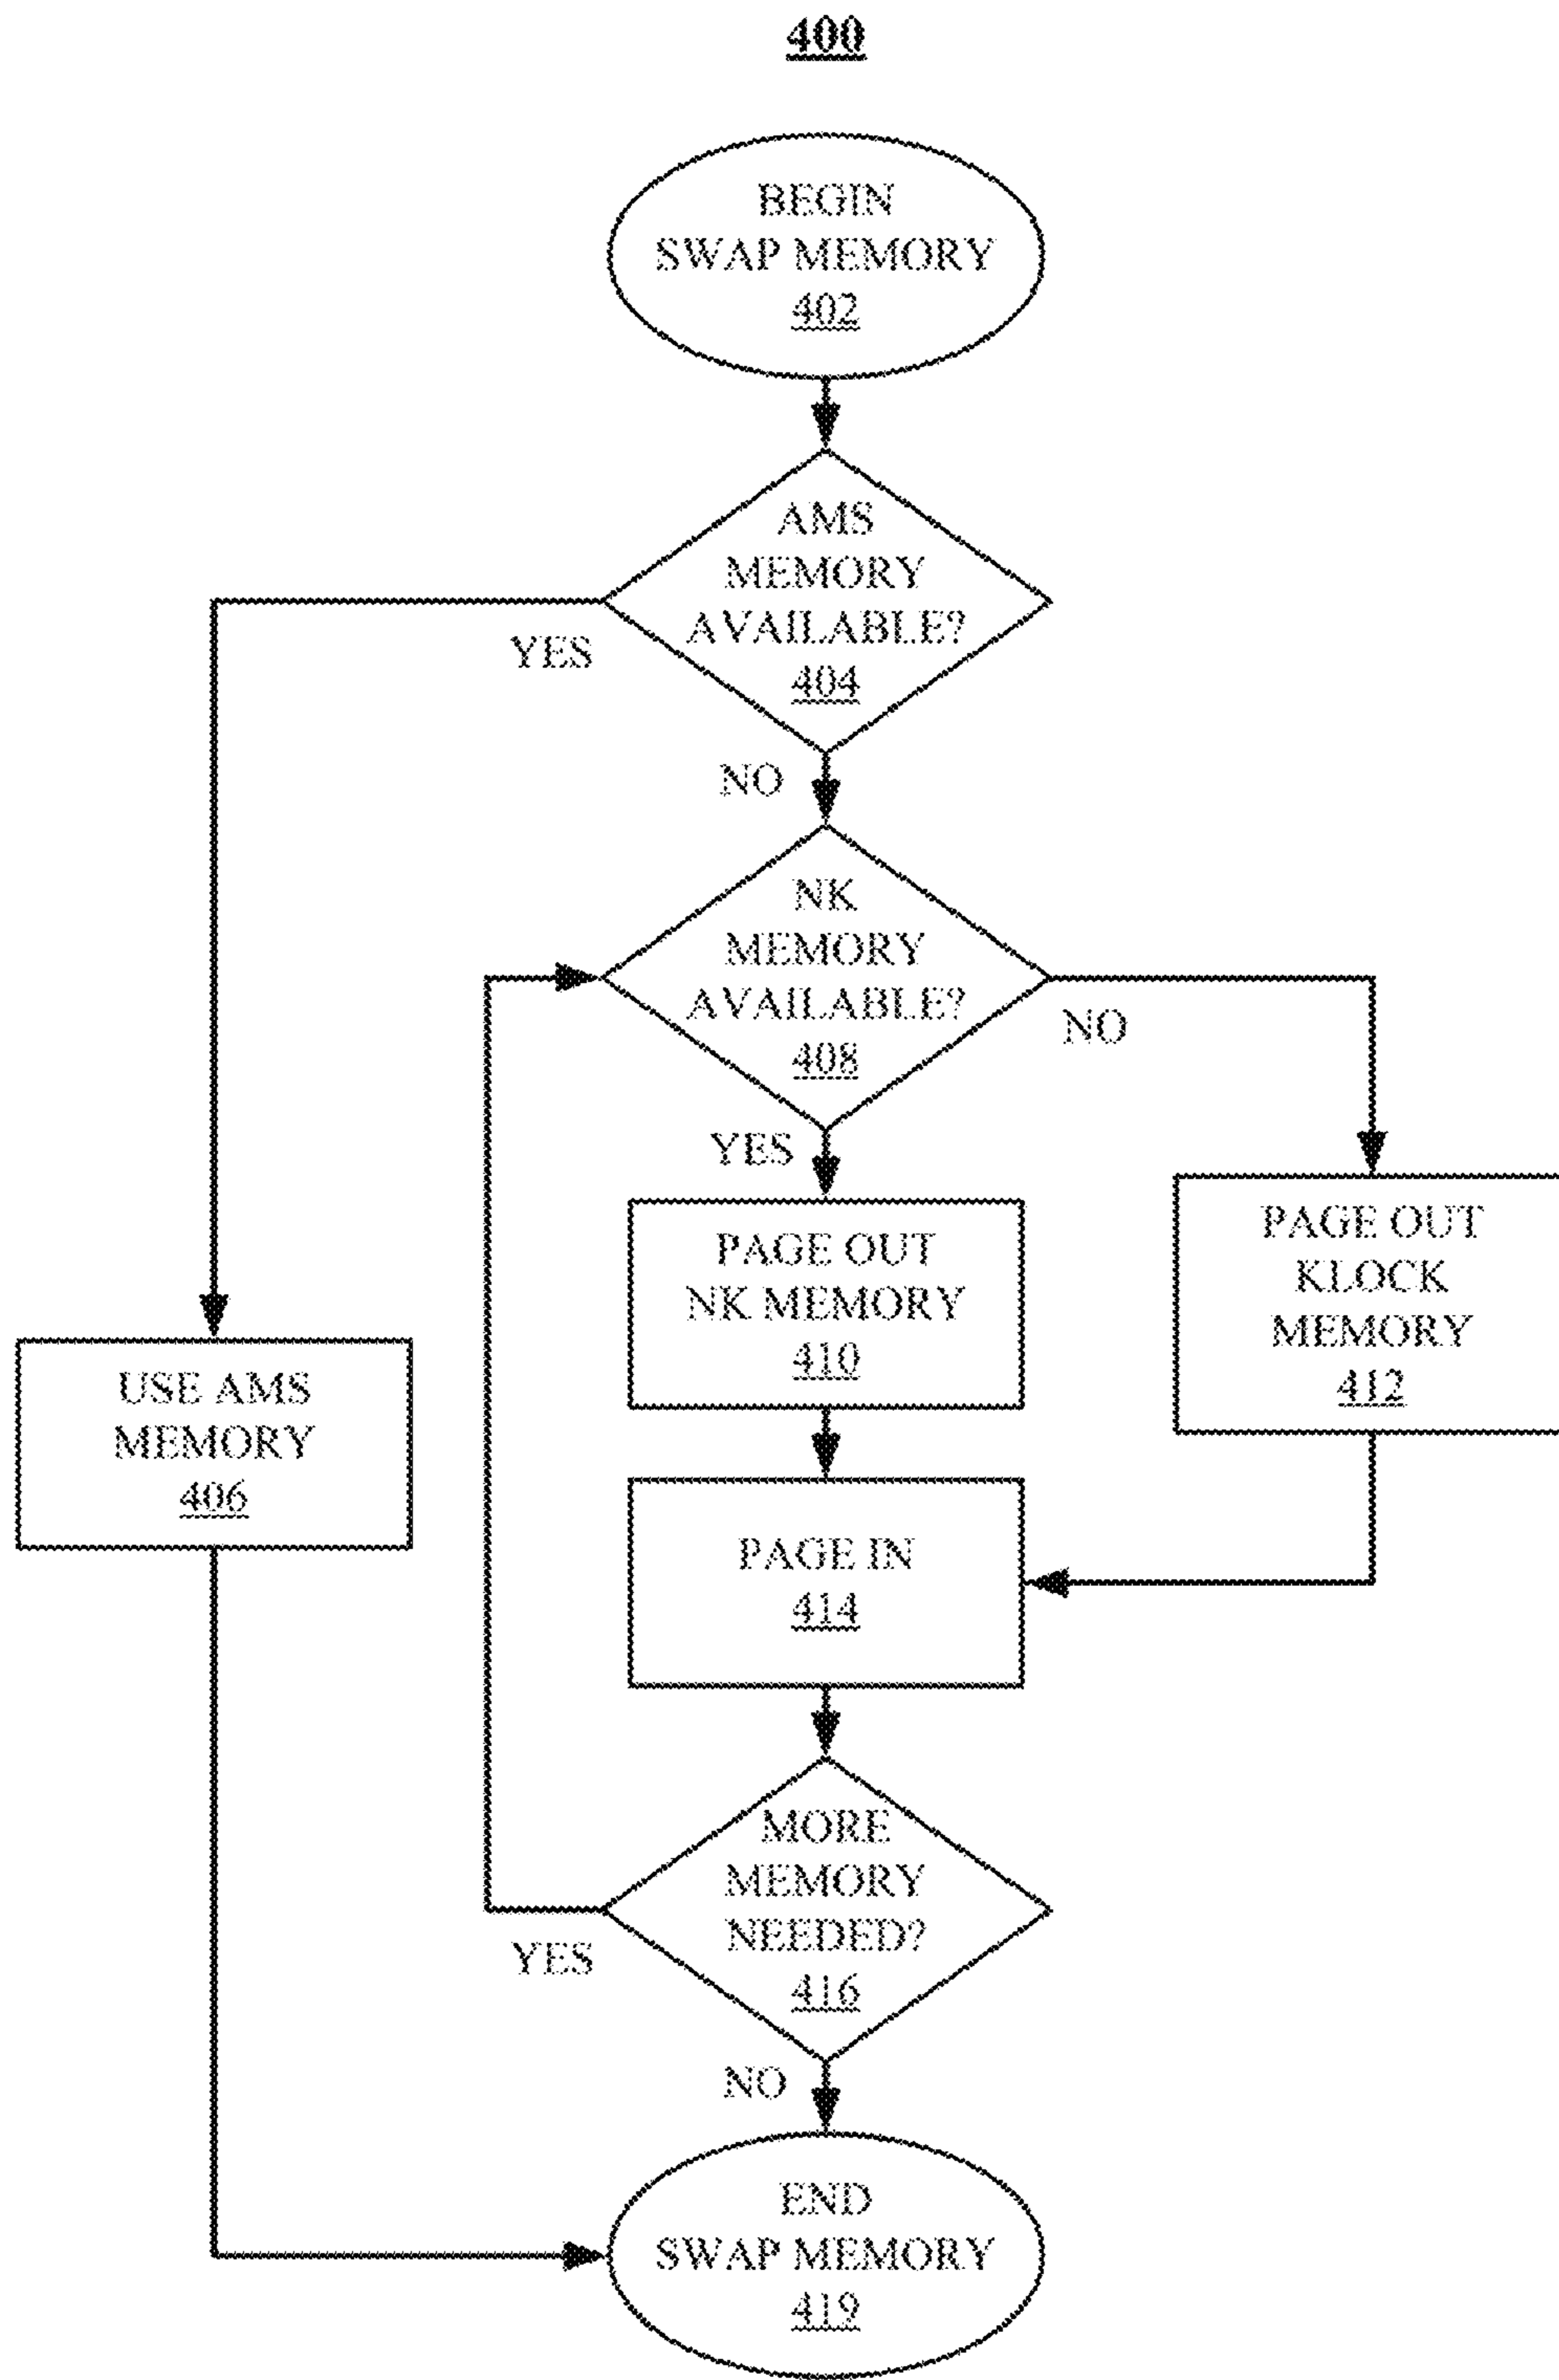 400
BEGIN
SWAP MEMORY
402
AMS
MEMORY
AVAILABLE?
404
YES
NO
NK
MEMORY
AVAILABLE?
408
NO
YES
PAGE OUT
NK MEMORY
410
PAGE OUT
KLOCK
MEMORY
412
USE AMS
MEMORY
406
PAGE IN
414
MORE
MEMORY
NEEDED?
416
YES
NO
END
SWAP MEMORY
419